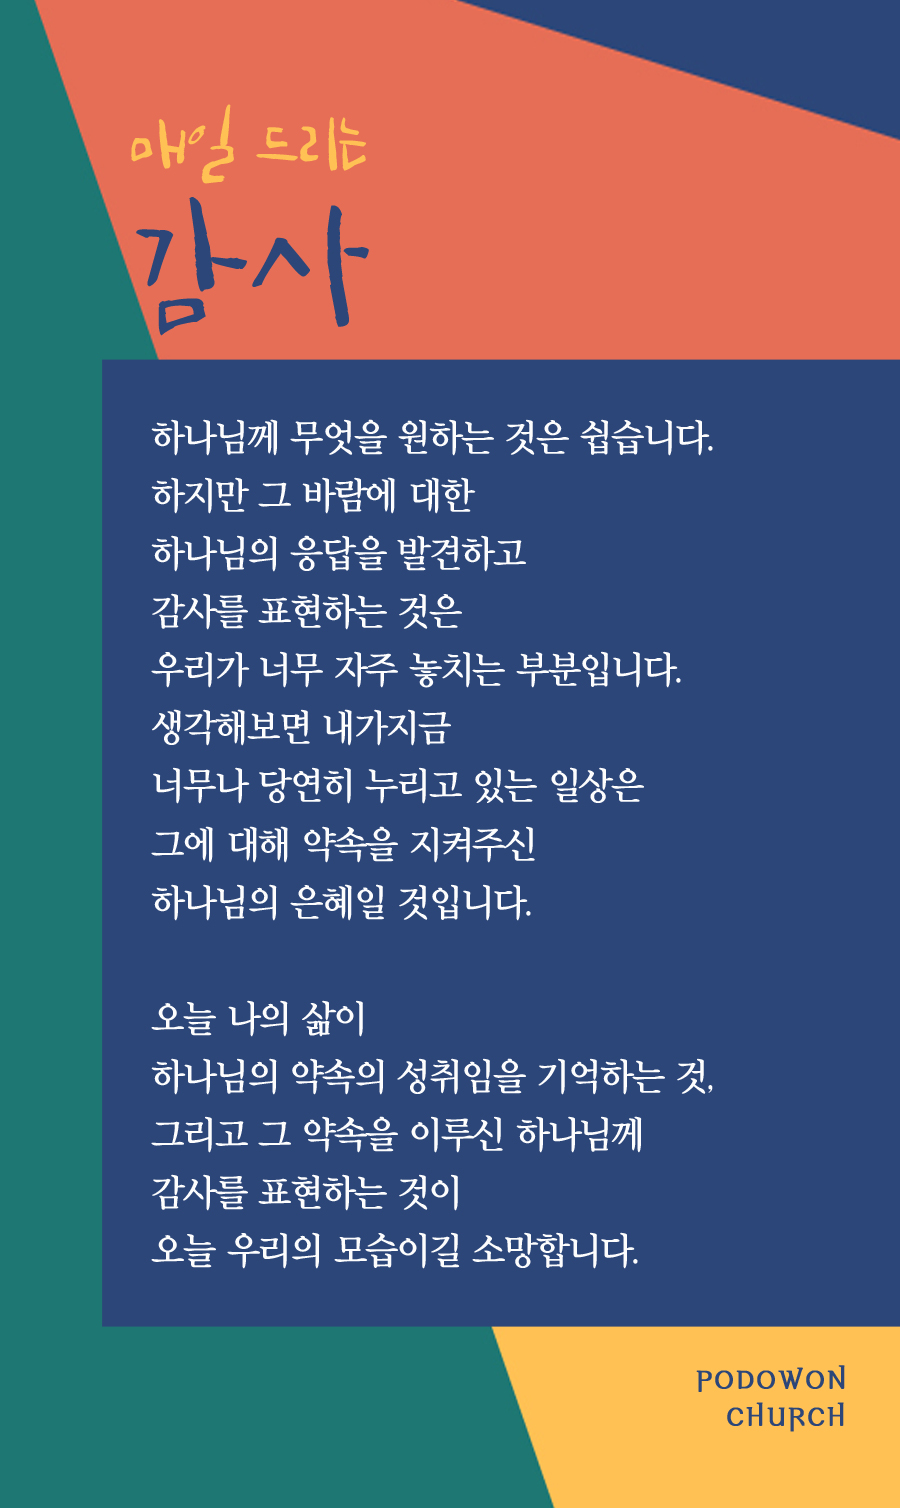 매일 드리는
감사
하나님께 무엇을 원하는 것은 쉽습니다.
하지만 그 바람에 대한
하나님의 응답을 발견하고
감사를 표현하는 것은
우리가 너무 자주 놓치는 부분입니다.
생각해보면 내가지금
너무나 당연히 누리고 있는 일상은
그에 대해 약속을 지켜주신
하나님의 은혜일 것입니다.
오늘 나의 삶이
하나님의 약속의 성취임을 기억하는 것,
그리고 그 약속을 이루신 하나님께
감사를 표현하는 것이
오늘 우리의 모습이길 소망합니다.
PODOWON
CHURCH